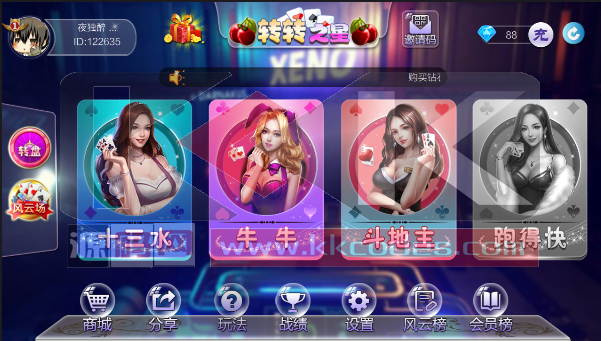 夜独醉 ...
ID:122635
转转之星
邀请码
88
充
XENO
购买钻石
转盘
风云场
十三水
牛牛
斗地主
跑得快
www.kkcodes.com
商城
分享
玩法
战绩
设置
风云榜
会员榜